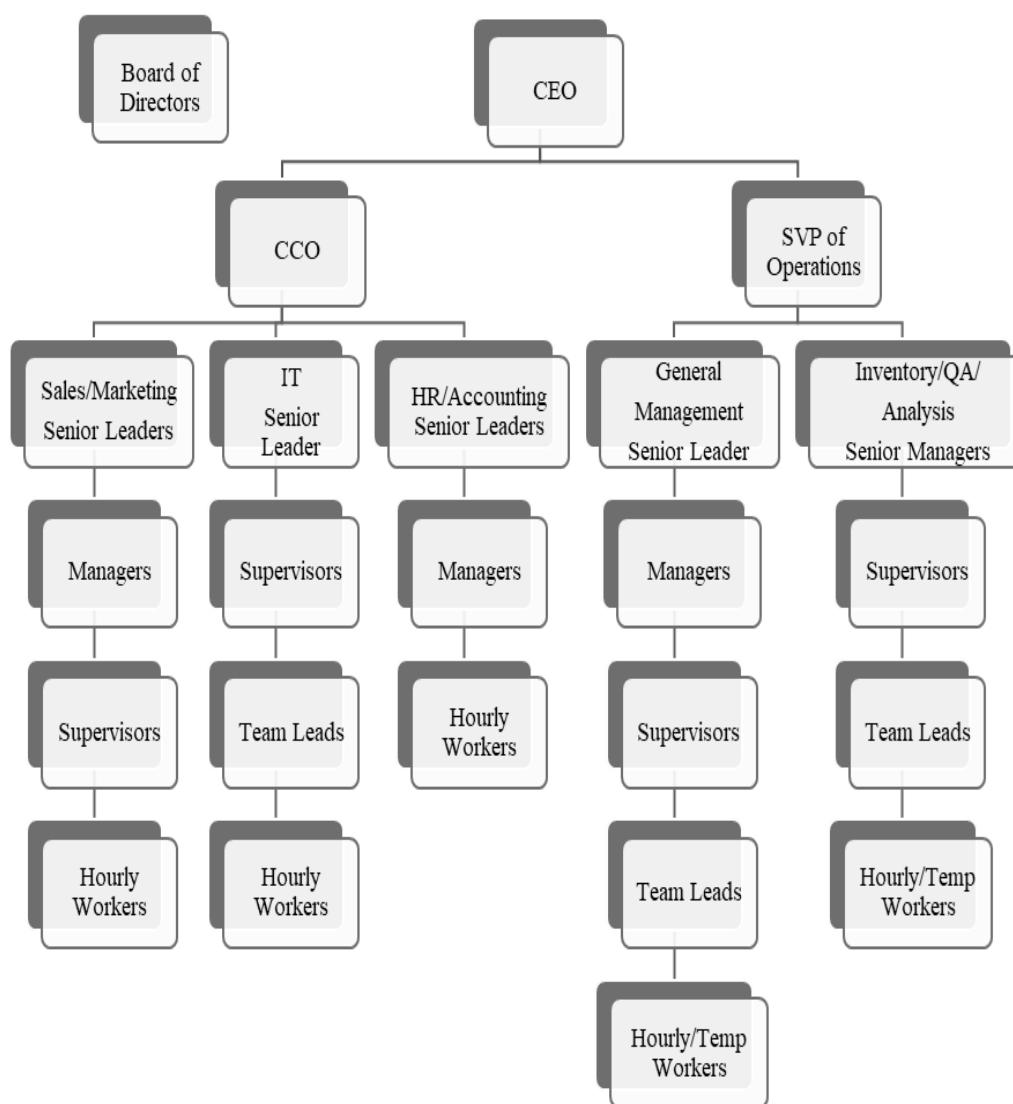 Board of
Directors
CEO
CCO
SVP of
Operations
Sales/Marketing
Senior Leaders
IT
Senior
Leader
HR/Accounting
Senior Leaders
General
Management
Senior Leader
Inventory/QA/
Analysis
Senior Managers
Managers
Supervisors
Managers
Managers
Supervisors
Supervisors
Team Leads
Hourly
Workers
Supervisors
Team Leads
Hourly
Workers
Hourly
Workers
Team Leads
Hourly/Temp
Workers
Hourly/Temp
Workers